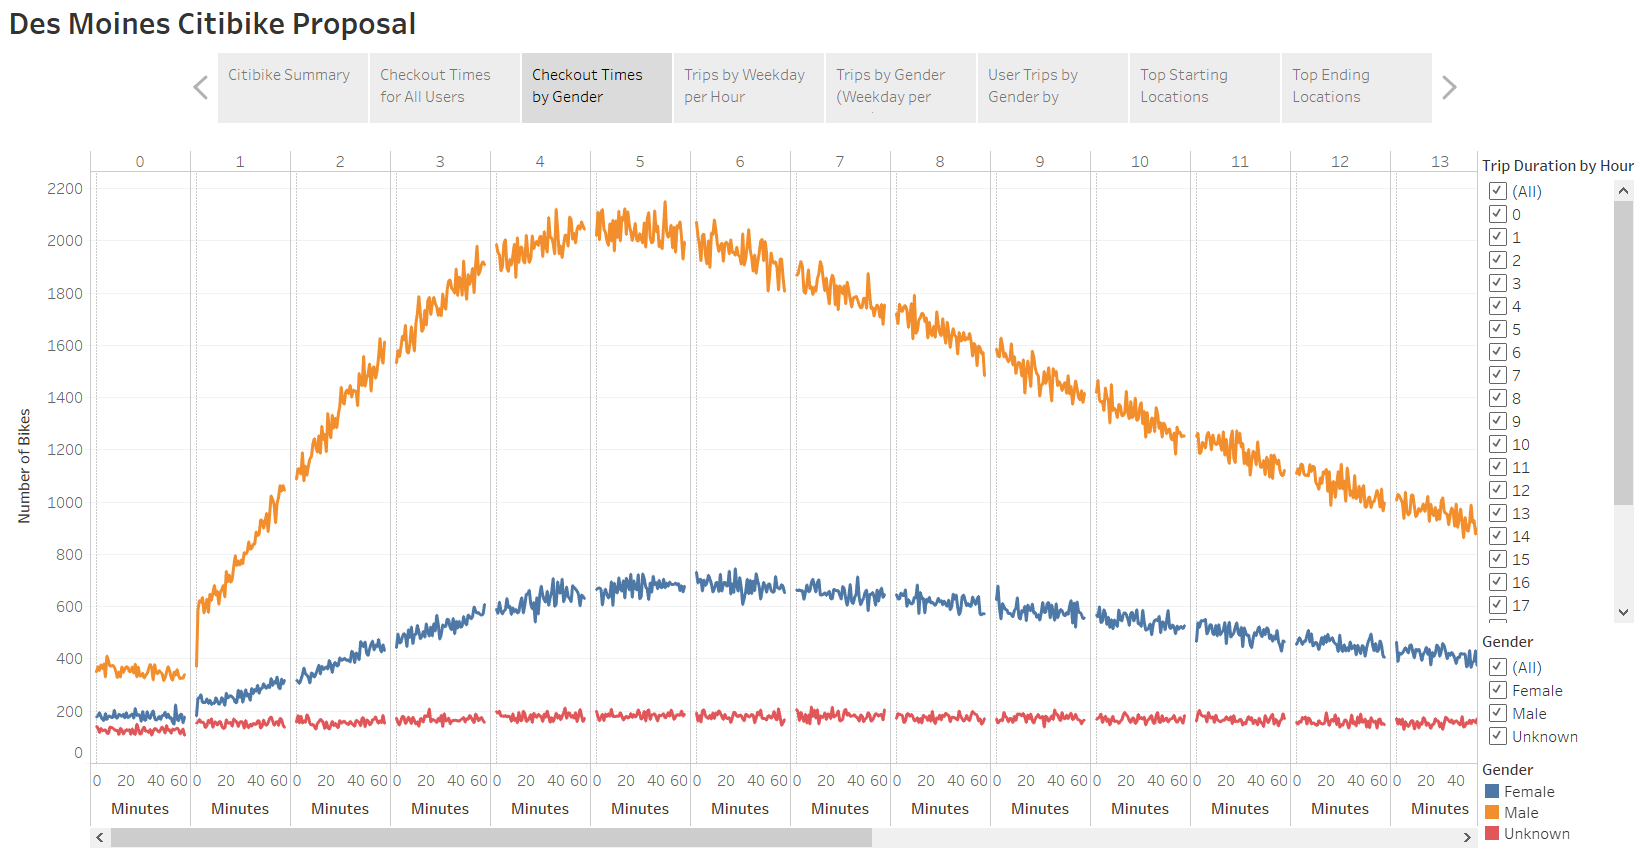 Des Moines Citibike Proposal
Citibike Summary
Checkout Times
for All Users
Checkout Times
by Gender
Trips by Weekday
per Hour
Trips by Gender
(Weekday per
User Trips by
Gender by
Top Starting
Locations
Top Ending
Locations
0 1 2 3 4 5 6 7 8 9 10 11 12 13
2200
2000
1800
1600
1400
1200
1000
800
600
400
200
0
Number of Bikes
0 20 40 60 0 20 40 60 0 20 40 60 0 20 40 60 0 20 40 60 0 20 40 60 0 20 40 60 0 20 40 60 0 20 40 60 0 20 40 60 0 20 40 60 0 20 40 60 0 20 40 60 0 20 40
Minutes Minutes Minutes Minutes Minutes Minutes Minutes Minutes Minutes Minutes Minutes Minutes Minutes Minutes
Trip Duration by Hour
(All)
0
1
2
3
4
5
6
7
8
9
10
11
12
13
14
15
16
17
Gender
(All)
Female
Male
Unknown
Gender
Female
Male
Unknown